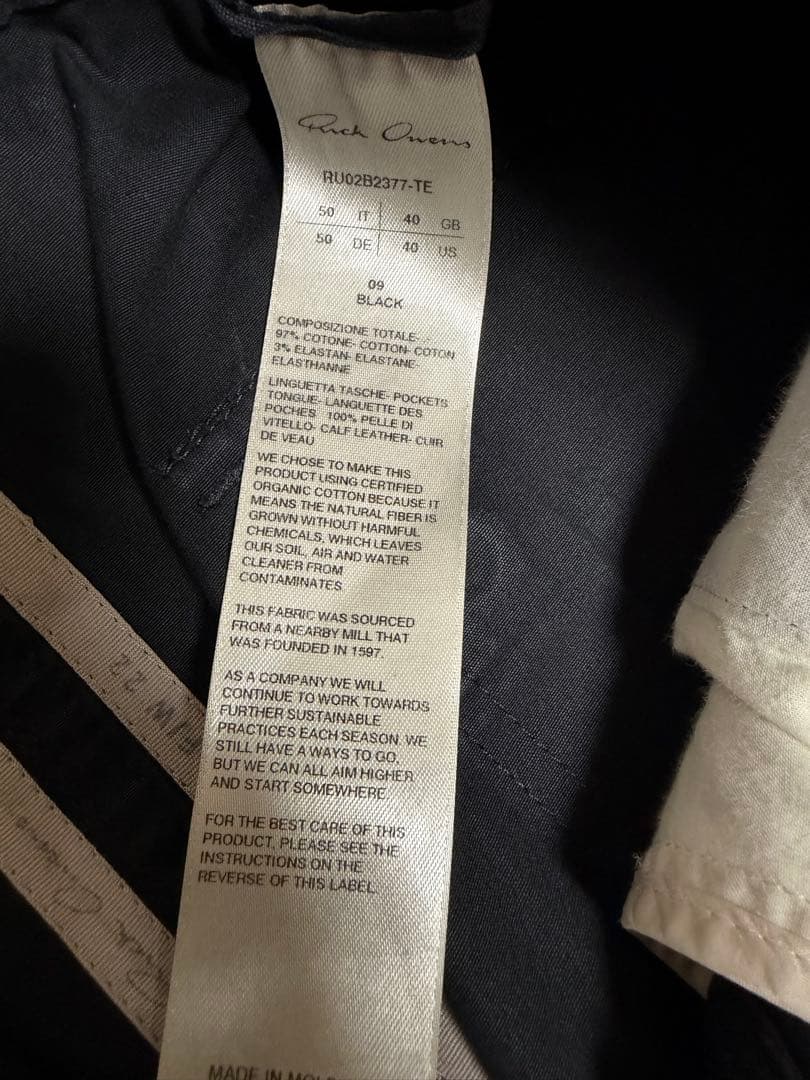 Rick Owens
RU02B2377-TE
50 IT 40 GB
50 DE 40 US
09
BLACK
COMPOSIZIONE TOTALE- .-
97% COTONE- COTTON- COTON
3% ELASTAN- ELASTANE-
ELASTHANNE
LINGUETTA TASCHE- POCKETS
TONGUE- LANGUETTE DES
POCHES 100% PELLE DI
VITELLO- CALF LEATHER- CUIR
DE VEAU
WE CHOSE TO MAKE THIS
PRODUCT USING CERTIFIED
ORGANIC COTTON BECAUSE IT
MEANS THE NATURAL FIBER IS
GROWN WITHOUT HARMFUL
CHEMICALS, WHICH LEAVES
OUR SOIL, AIR AND WATER
CLEANER FROM
CONTAMINATES.
THIS FABRIC WAS SOURCED
FROM A NEARBY MILL THAT
WAS FOUNDED IN 1597.
AS A COMPANY WE WILL
CONTINUE TO WORK TOWARDS
FURTHER SUSTAINABLE
PRACTICES EACH SEASON. WE
STILL HAVE A WAYS TO GO,
BUT WE CAN ALL AIM HIGHER
AND START SOMEWHERE.
FOR THE BEST CARE OF THIS
PRODUCT, PLEASE SEE THE
INSTRUCTIONS ON THE
REVERSE OF THIS LABEL.
MADE IN
22